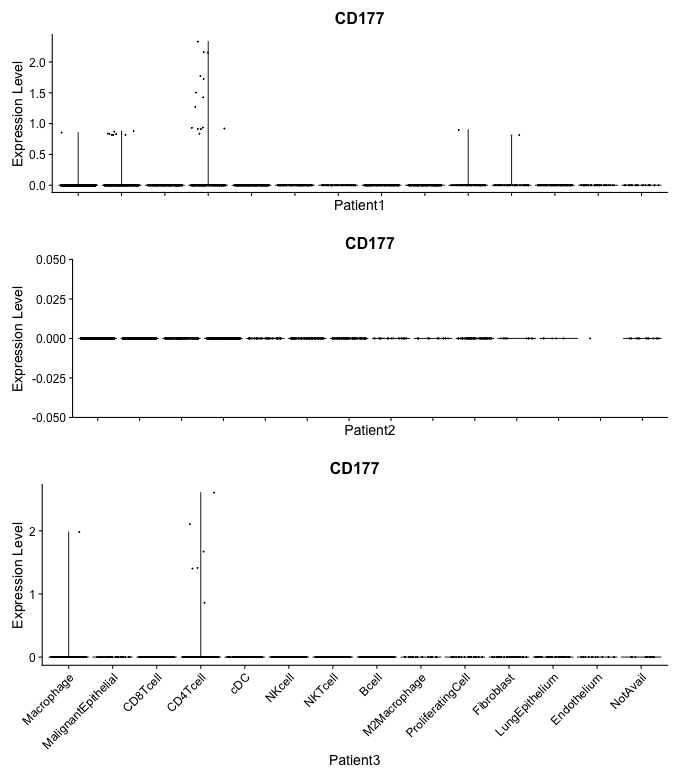 CD177
Expression Level
2.0
1.5
1.0
0.5
0.0
Patient1
CD177
Expression Level
0.050
0.025
0.000
-0.025
-0.050
Patient2
CD177
Expression Level
2
1
0
Macrophage
MalignantEpithelial
CD8Tcell
CD4Tcell
cDC
NKcell
NKTcell
Bcell
M2Macrophage
ProliferatingCell
Fibroblast
LungEpithelium
Endothelium
NotAvail
Patient3